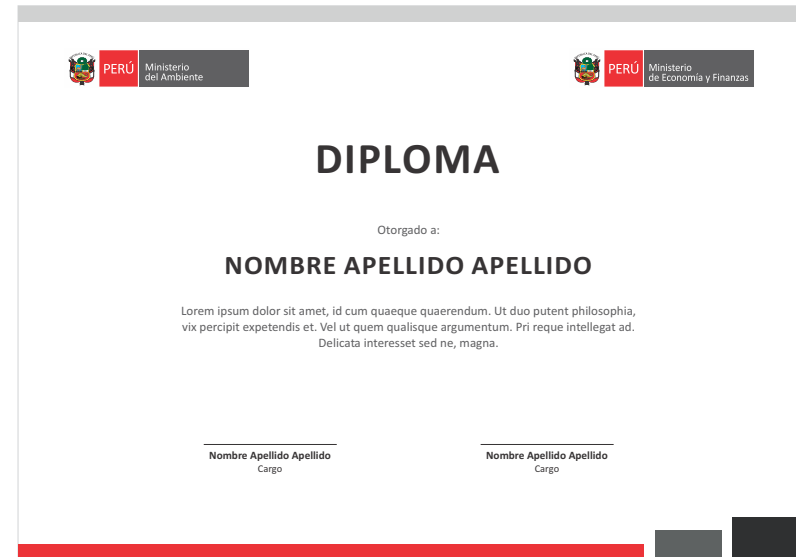 PERÚ
Ministerio
del Ambiente
PERÚ
Ministerio
de Economía y Finanzas
DIPLOMA
Otorgado a:
NOMBRE APELLIDO APELLIDO
Lorem ipsum dolor sit amet, id cum quaeque quaerendum. Ut duo putent philosophia,
vix percipit expetendis et. Vel ut quem qualisque argumentum. Pri reque intellegat ad.
Delicata interesset sed ne, magna.
Nombre Apellido Apellido
Cargo
Nombre Apellido Apellido
Cargo